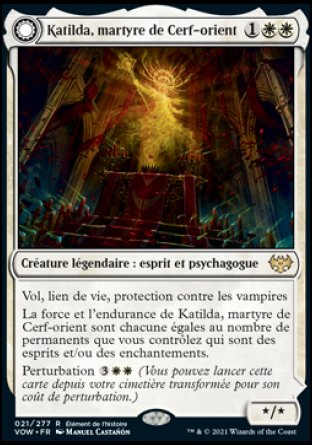 Katilda, martyre de Cerf-orient 1
Créature légendaire : esprit et psychagogue
Vol, lien de vie, protection contre les vampires
La force et l'endurance de Katilda, martyre de
Cerf-orient sont chacune égales au nombre de
permanents que vous contrôlez qui sont des
esprits et/ou des enchantements.
Perturbation 3 (Vous pouvez lancer cette
carte depuis votre cimetière transformée pour son
coût de perturbation.)
021/277 R Élément de l'histoire
VOW • FR Manuel Castañón
™ & © 2021 Wizards of the Coast
*/*